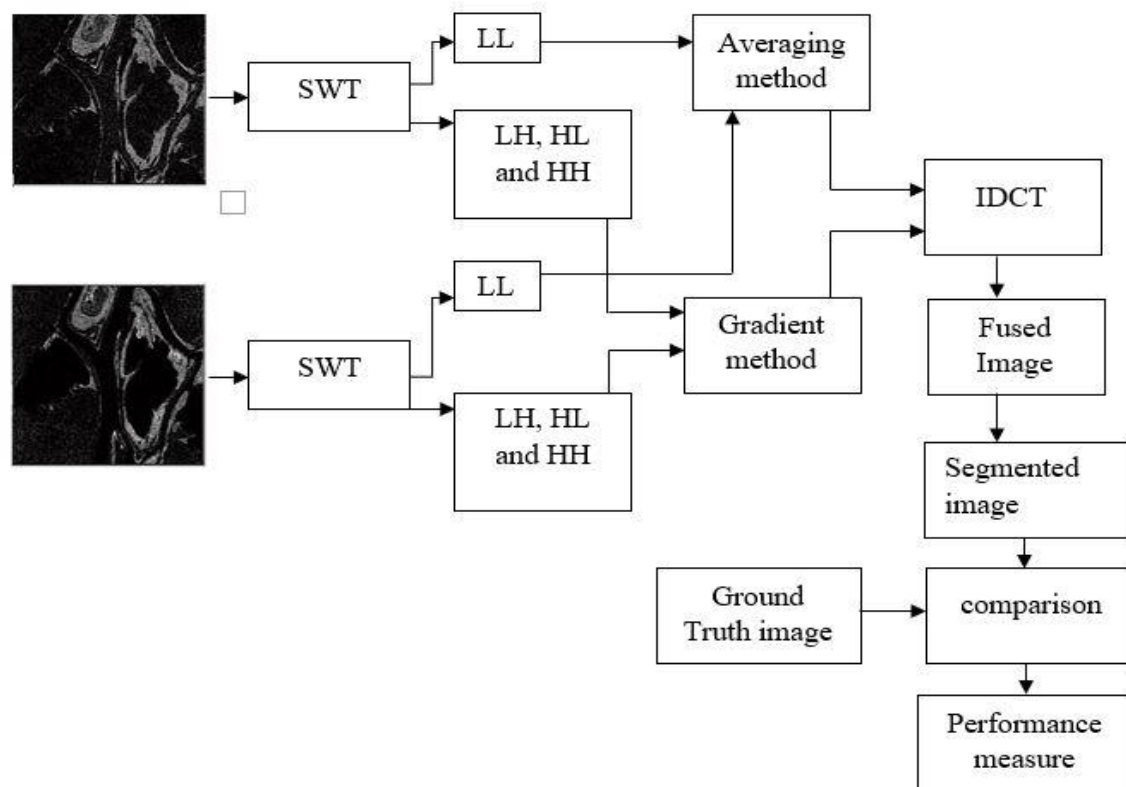 SWT
LL
LH, HL
and HH
Averaging
method
IDCT
SWT
LL
LH, HL
and HH
Gradient
method
Fused
Image
Segmented
image
Ground
Truth image
comparison
Performance
measure